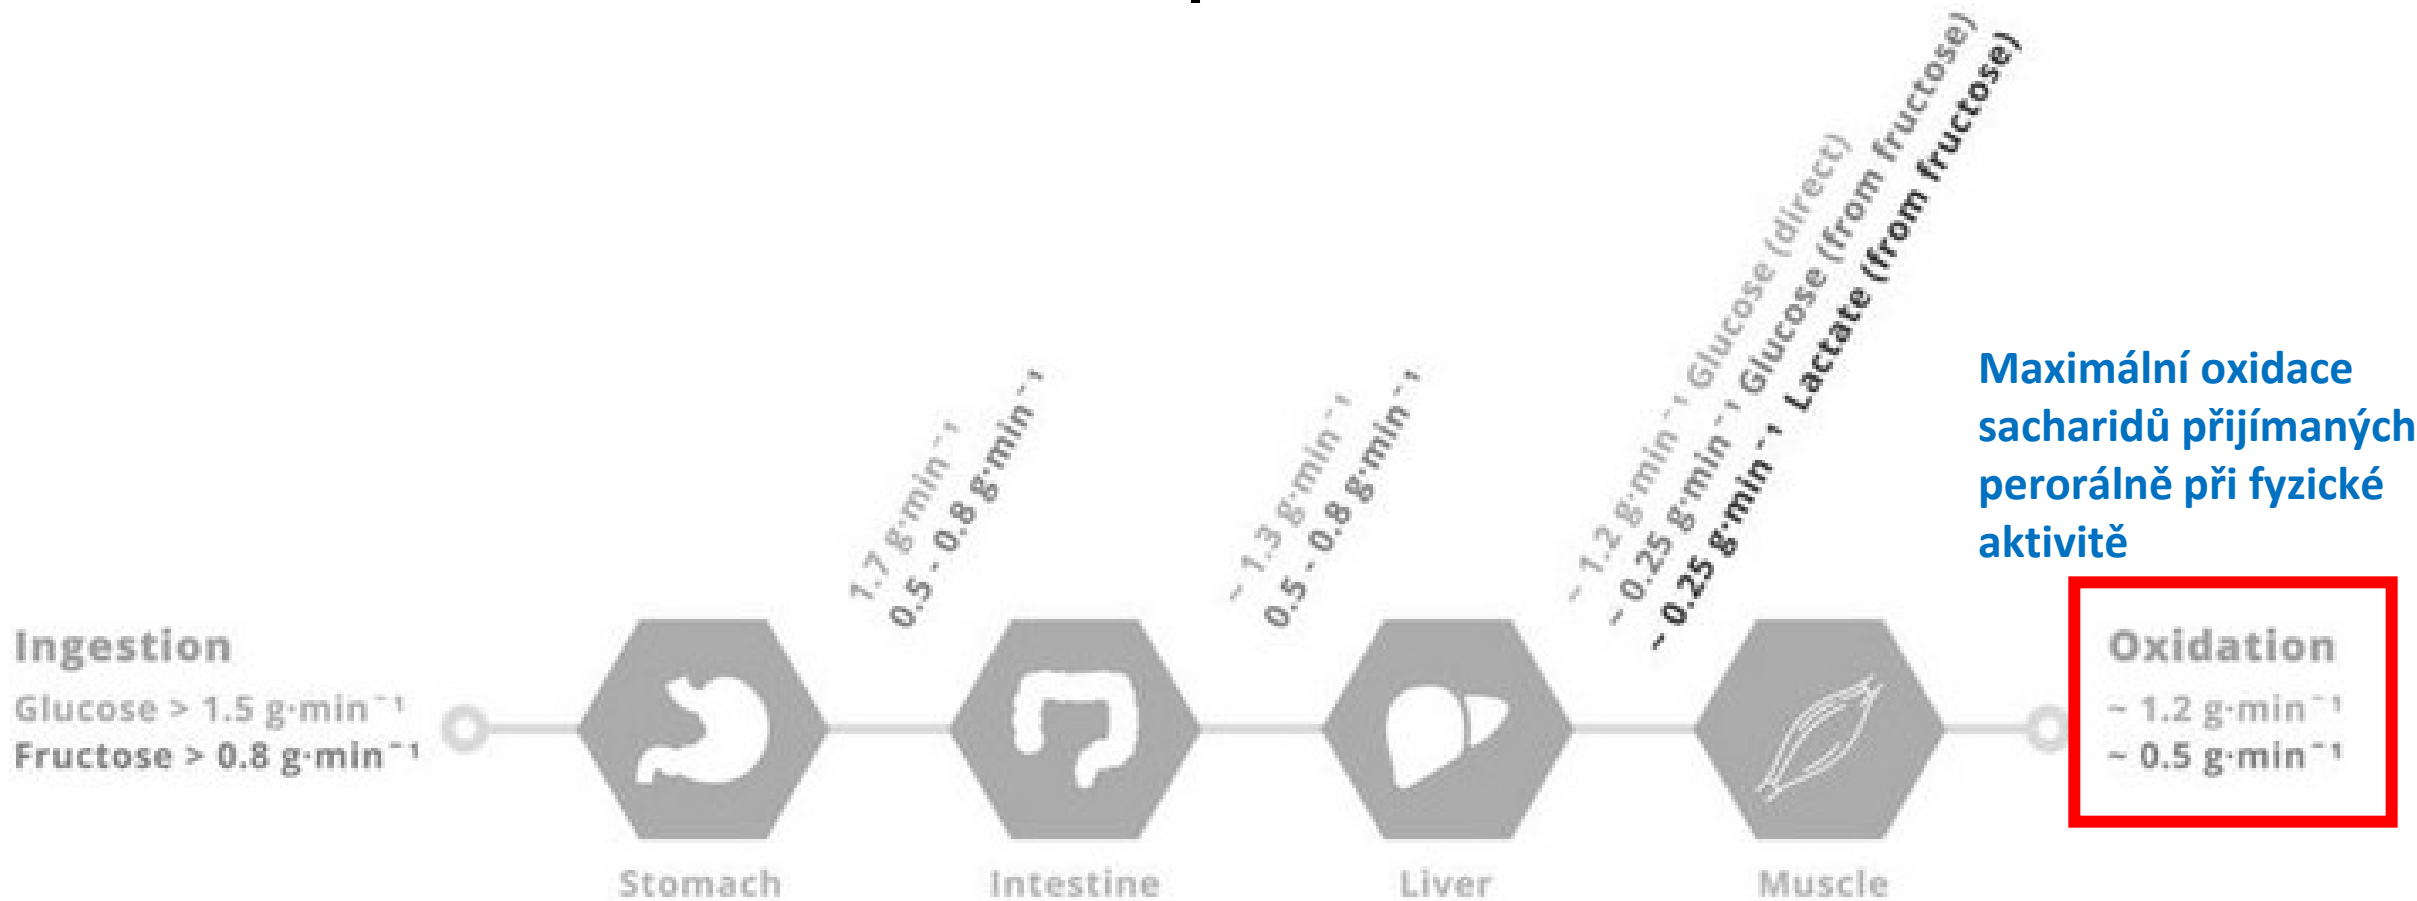 Ingestion
Glucose > 1.5 g·min⁻¹
Fructose > 0.8 g·min⁻¹
1.7 g·min⁻¹
0.5 - 0.8 g·min⁻¹
~ 1.3 g·min⁻¹
0.5 - 0.8 g·min⁻¹
~ 1.2 g·min⁻¹ Glucose (direct)
~ 0.25 g·min⁻¹ Glucose (from fructose)
~ 0.25 g·min⁻¹ Lactate (from fructose)
Maximální oxidace
sacharidů přijímaných
perorálně při fyzické
aktivitě
Oxidation
~ 1.2 g·min⁻¹
~ 0.5 g·min⁻¹
Stomach
Intestine
Liver
Muscle